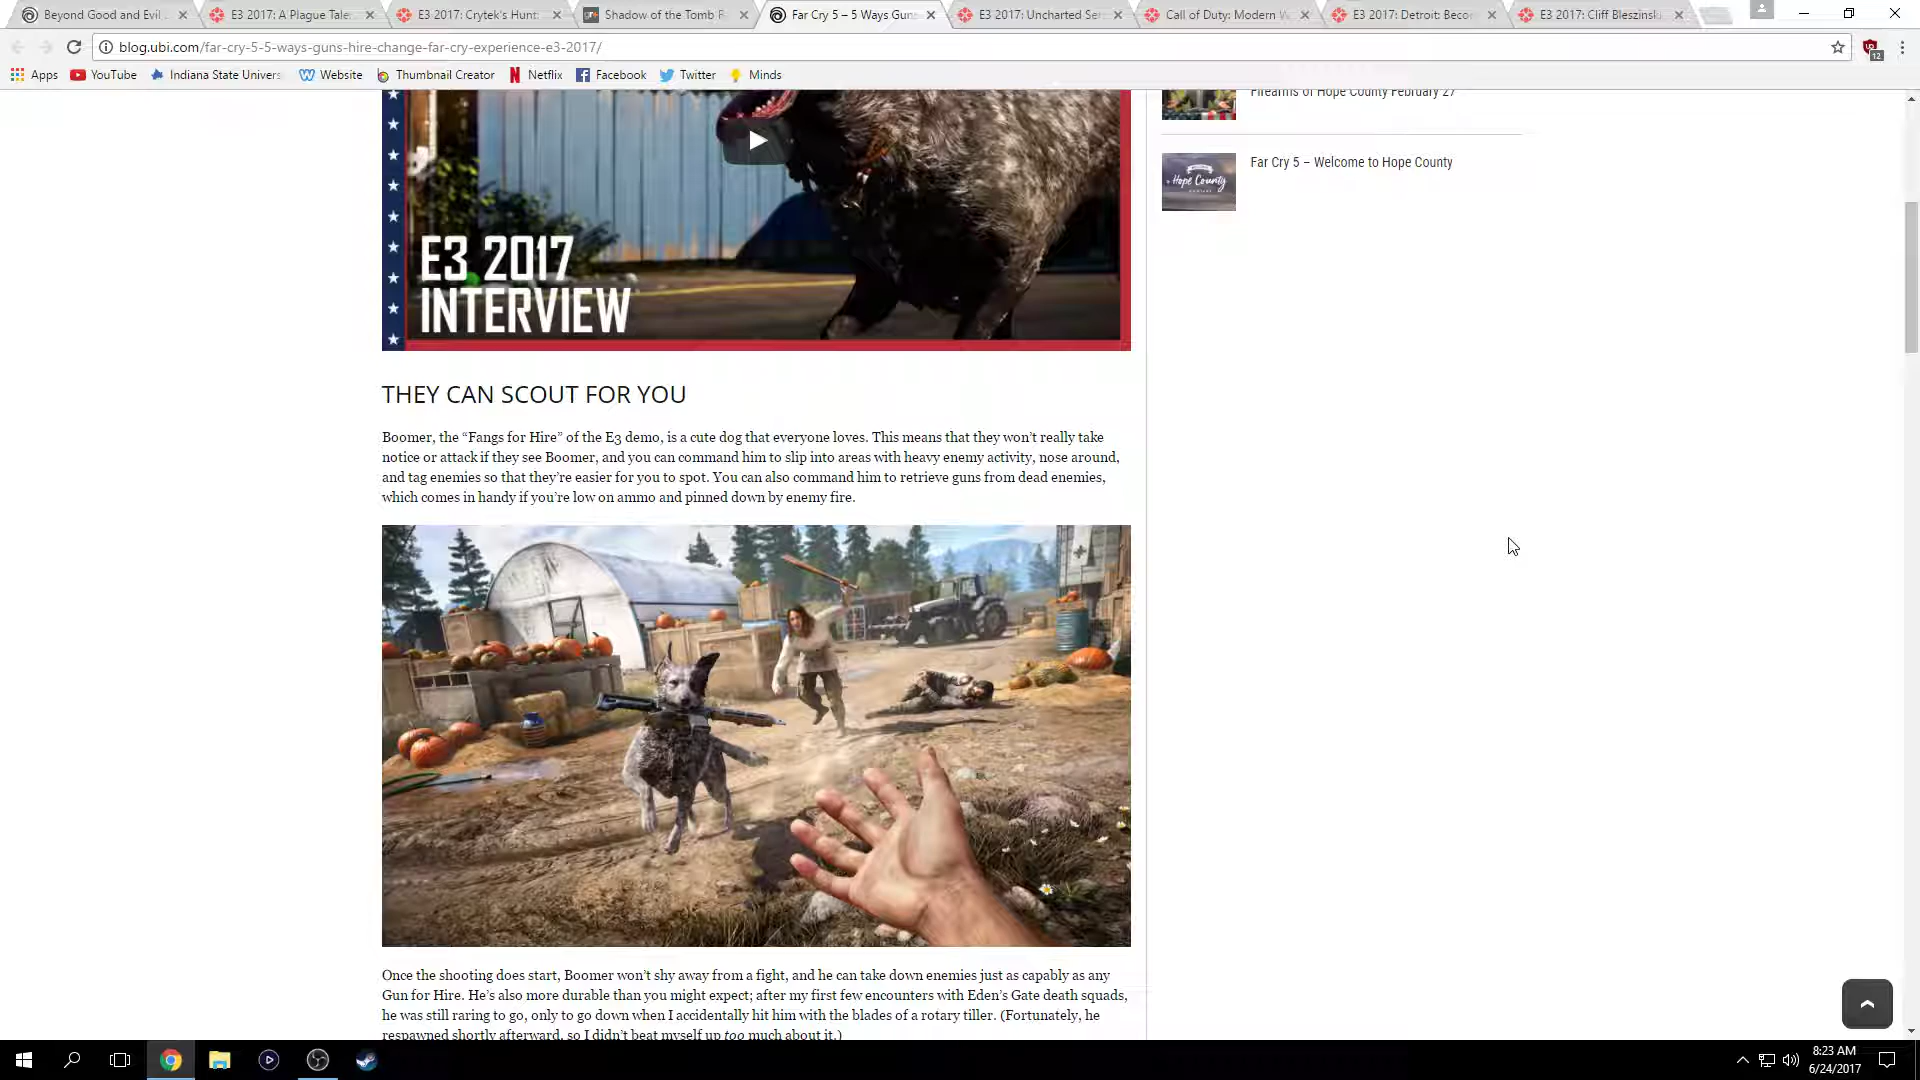 Beyond Good and Evil
E3 2017: A Plague Tale:
E3 2017: Crytek's Hunt:
Shadow of the Tomb R
Far Cry 5 – 5 Ways Guns
E3 2017: Uncharted Ser
Call of Duty: Modern W
E3 2017: Detroit: Becom
E3 2017: Cliff Bleszinski
blog.ubi.com/far-cry-5-5-ways-guns-hire-change-far-cry-experience-e3-2017/
12
Apps
YouTube
Indiana State Univers
Website
Thumbnail Creator
Netflix
Facebook
Twitter
Minds
Firearms of Hope County February 27
Hope County
Far Cry 5 – Welcome to Hope County
E3 2017
INTERVIEW
THEY CAN SCOUT FOR YOU
Boomer, the “Fangs for Hire” of the E3 demo, is a cute dog that everyone loves. This means that they won’t really take
notice or attack if they see Boomer, and you can command him to slip into areas with heavy enemy activity, nose around,
and tag enemies so that they’re easier for you to spot. You can also command him to retrieve guns from dead enemies,
which comes in handy if you’re low on ammo and pinned down by enemy fire.
Once the shooting does start, Boomer won’t shy away from a fight, and he can take down enemies just as capably as any
Gun for Hire. He’s also more durable than you might expect; after my first few encounters with Eden’s Gate death squads,
he was still raring to go, only to go down when I accidentally hit him with the blades of a rotary tiller. (Fortunately, he
respawned shortly afterward, so I didn’t beat myself up too much about it.)
8:23 AM
6/24/2017